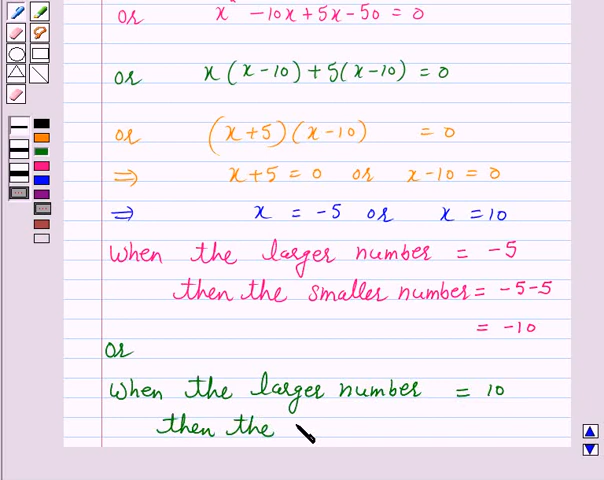 or x² - 10x + 5x - 50 = 0
or x(x-10) + 5(x-10) = 0
or (x+5)(x-10) = 0
⇒ x+5 = 0 or x-10 = 0
⇒ x = -5 or x = 10
When the larger number = -5
then the smaller number = -5-5
= -10
or
When the larger number = 10
then the